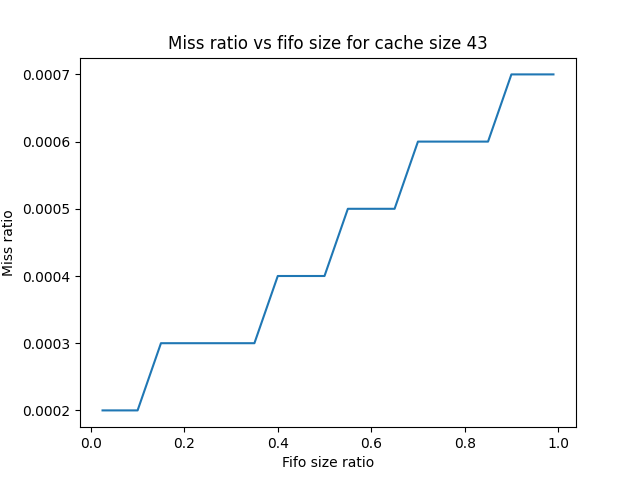 Miss ratio vs fifo size for cache size 43
Miss ratio
0.0007
0.0006
0.0005
0.0004
0.0003
0.0002
0.0 0.2 0.4 0.6 0.8 1.0
Fifo size ratio